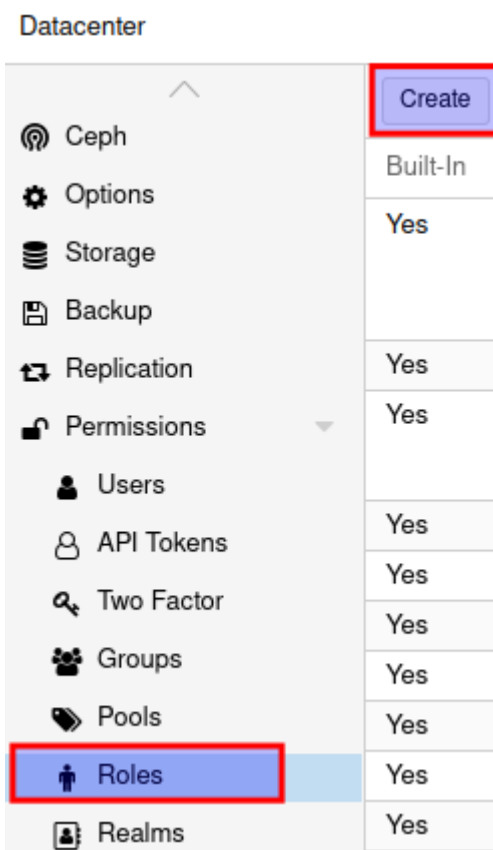 Datacenter
Create
Built-In
Ceph
Options
Yes
Storage
Backup
Replication
Yes
Permissions
Yes
Users
API Tokens
Yes
Two Factor
Yes
Yes
Groups
Yes
Pools
Yes
Roles
Yes
Realms
Yes